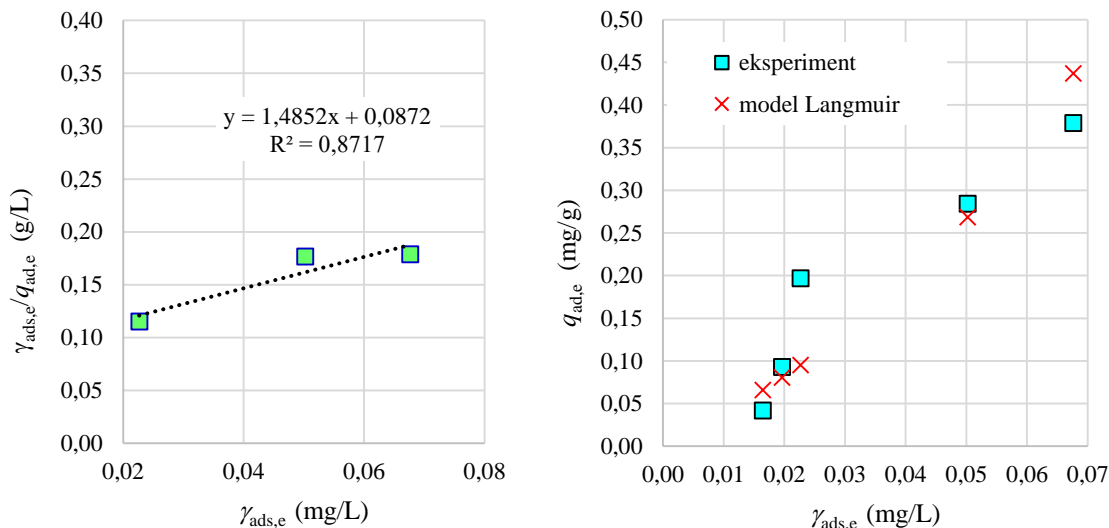 0,40
0,35
0,30
0,25
0,20
0,15
0,10
0,05
0,00
y = 1,4852x + 0,0872
R² = 0,8717
γads,e/qad,e (g/L)
0,02 0,04 0,06 0,08
γads,e (mg/L)
0,50
0,45
0,40
0,35
0,30
0,25
0,20
0,15
0,10
0,05
0,00
eksperiment
model Langmuir
qad,e (mg/g)
0,00 0,01 0,02 0,03 0,04 0,05 0,06 0,07
γads,e (mg/L)